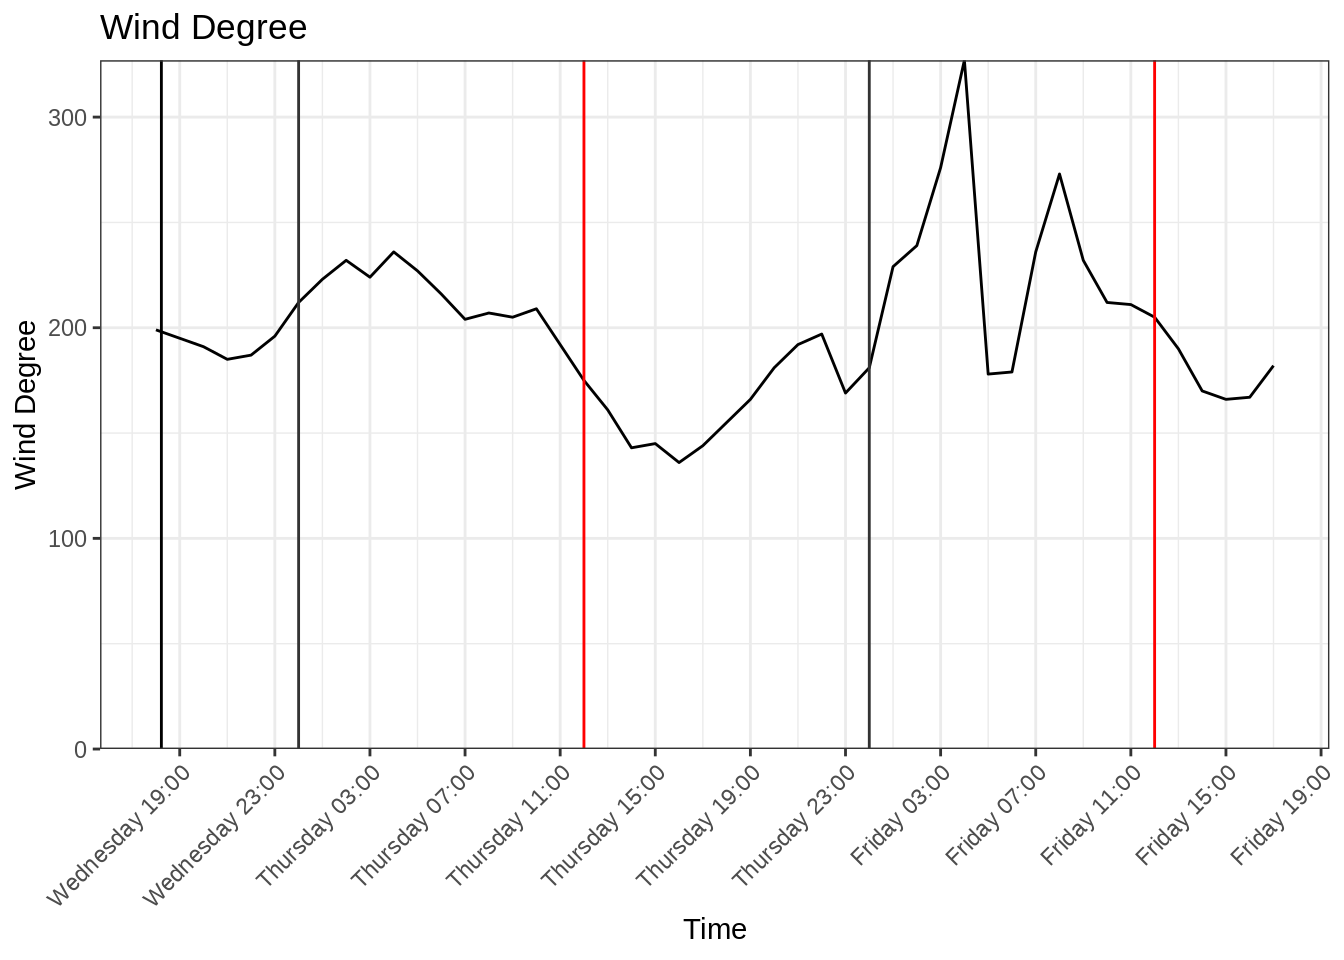 Wind Degree
Wind Degree
300
200
100
0
Wednesday 19:00
Wednesday 23:00
Thursday 03:00
Thursday 07:00
Thursday 11:00
Thursday 15:00
Thursday 19:00
Thursday 23:00
Friday 03:00
Friday 07:00
Friday 11:00
Friday 15:00
Friday 19:00
Time